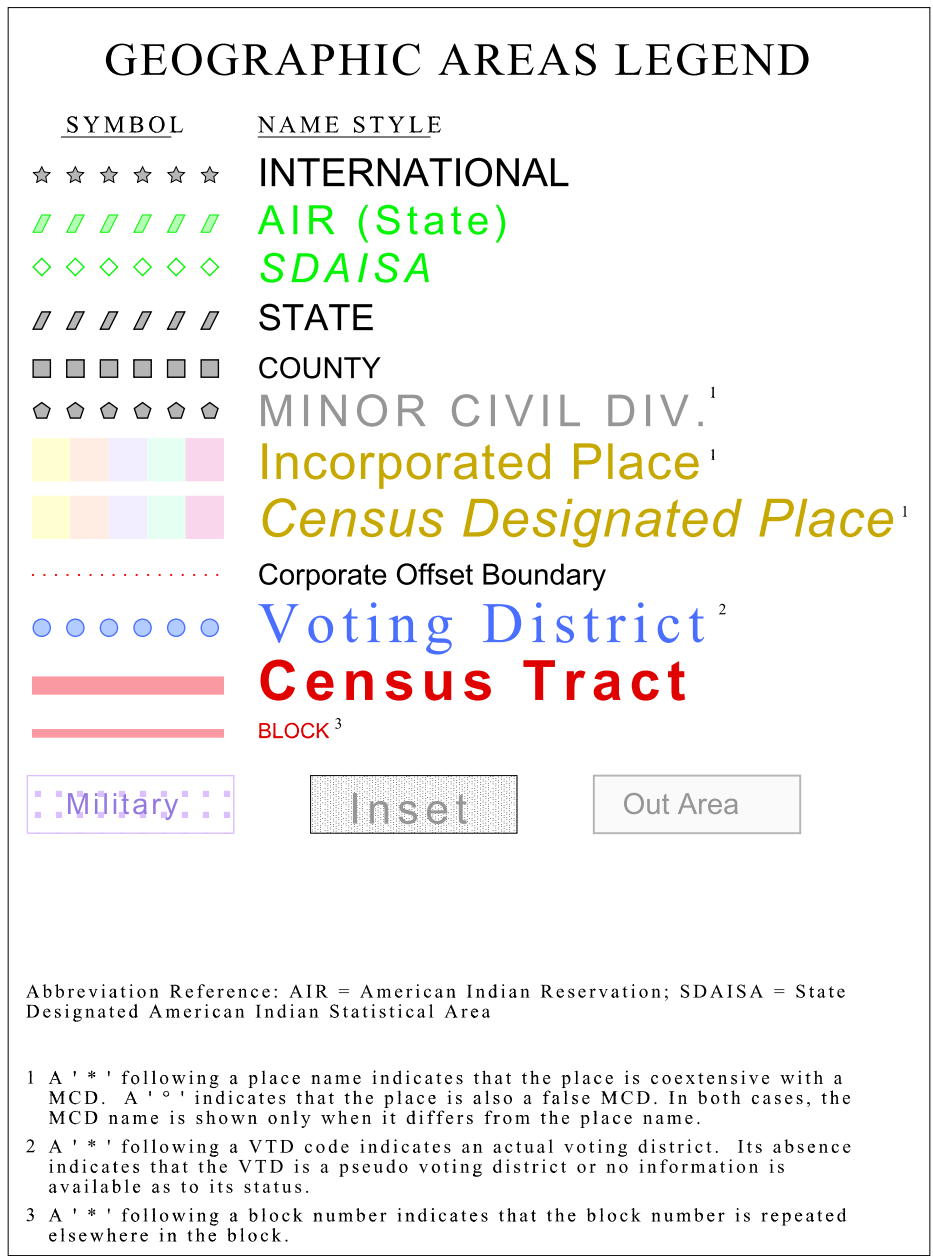 GEOGRAPHIC AREAS LEGEND
SYMBOL NAME STYLE
INTERNATIONAL
AIR (State)
SDAISA
STATE
COUNTY
MINOR CIVIL DIV. 1
Incorporated Place 1
Census Designated Place 1
Corporate Offset Boundary
Voting District 2
Census Tract
BLOCK 3
Military Inset Out Area
Abbreviation Reference: AIR = American Indian Reservation; SDAISA = State
Designated American Indian Statistical Area
1 A ' * ' following a place name indicates that the place is coextensive with a
MCD. A ' ° ' indicates that the place is also a false MCD. In both cases, the
MCD name is shown only when it differs from the place name.
2 A ' * ' following a VTD code indicates an actual voting district. Its absence
indicates that the VTD is a pseudo voting district or no information is
available as to its status.
3 A ' * ' following a block number indicates that the block number is repeated
elsewhere in the block.